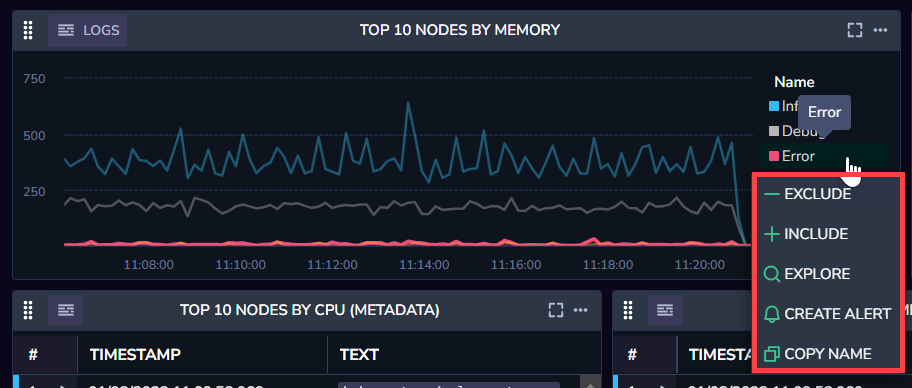 LOGS
TOP 10 NODES BY MEMORY
750
500
250
11:08:00 11:10:00 11:12:00 11:14:00 11:16:00 11:18:00 11:20:00
Name
Error
Debug
Error
EXCLUDE
INCLUDE
EXPLORE
CREATE ALERT
COPY NAME
TOP 10 NODES BY CPU (METADATA)
# TIMESTAMP TEXT
# TIMESTAMP